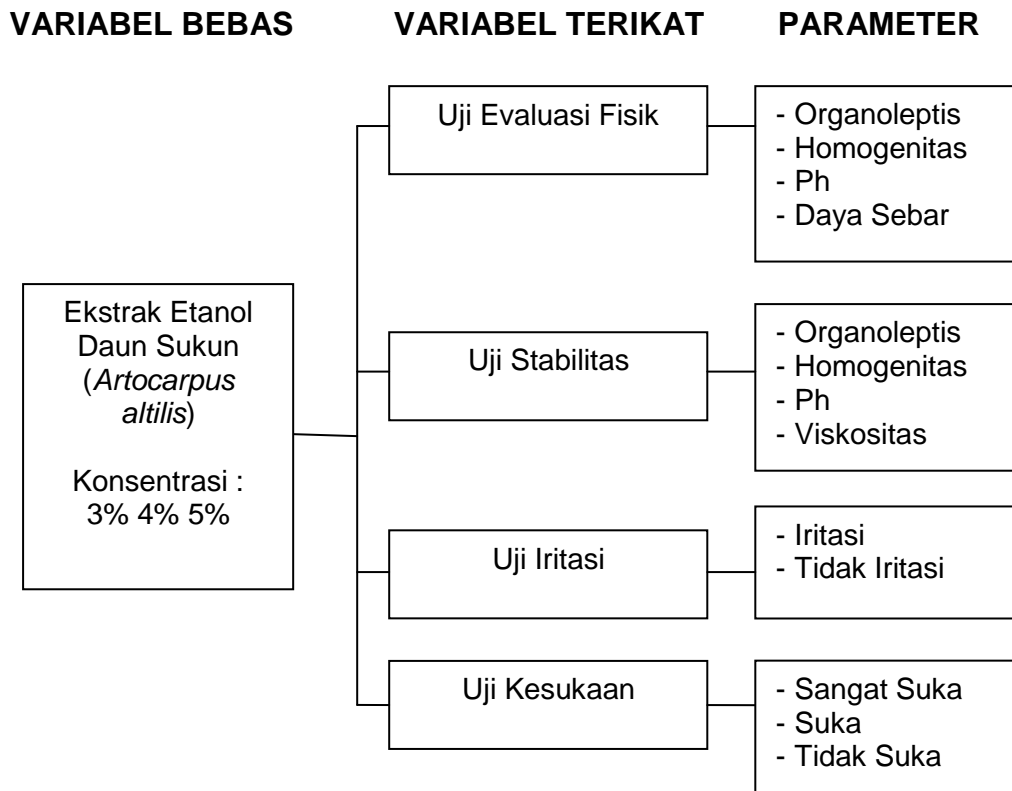 VARIABEL BEBAS
VARIABEL TERIKAT
PARAMETER
Ekstrak Etanol
Daun Sukun
(Artocarpus
altilis)
Konsentrasi :
3% 4% 5%
Uji Evaluasi Fisik
- Organoleptis
- Homogenitas
- Ph
- Daya Sebar
Uji Stabilitas
- Organoleptis
- Homogenitas
- Ph
- Viskositas
Uji Iritasi
- Iritasi
- Tidak Iritasi
Uji Kesukaan
- Sangat Suka
- Suka
- Tidak Suka